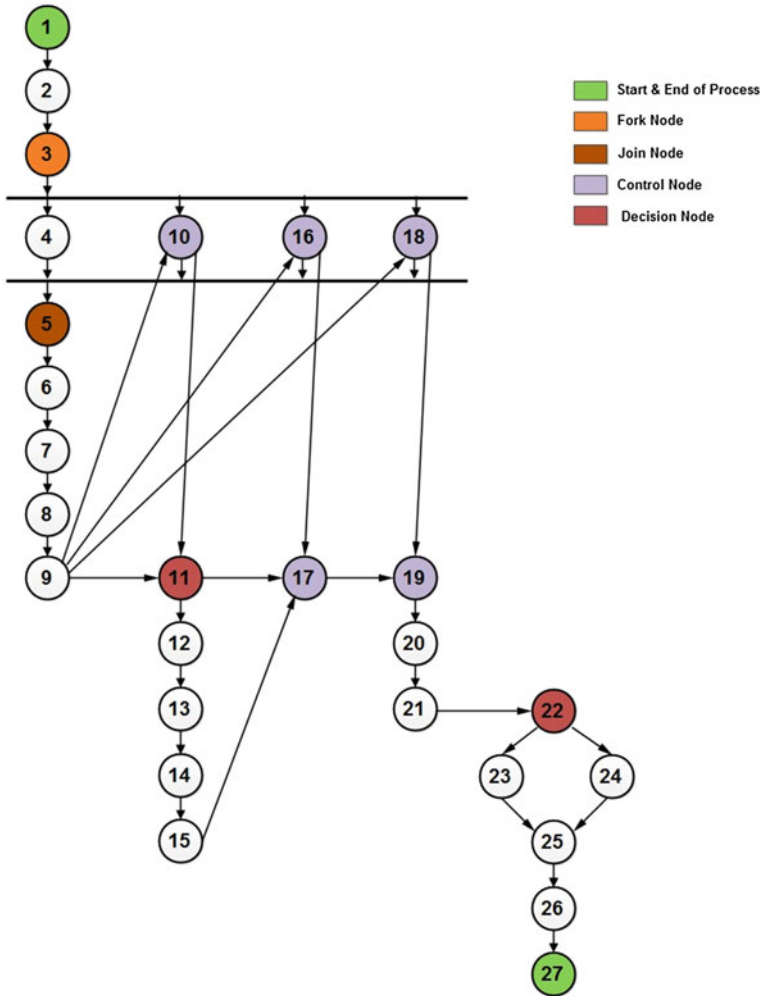 1
2
Start & End of Process
Fork Node
3
Join Node
Control Node
Decision Node
4 10 16 18
5
6
7
8
9 11 17 19
12 20
13 21 22
14 23 24
15 25
26
27